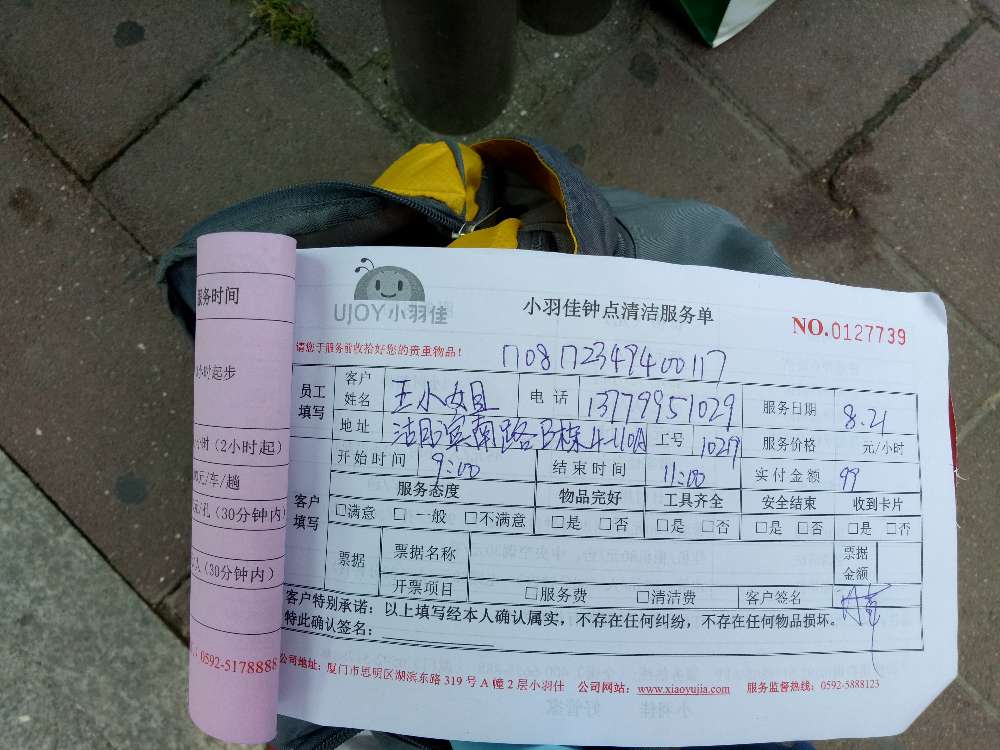 服务时间
小时起步
小时(2小时起)
元/车/趟
元/孔(30分钟内)
人(30分钟内)
0592-5178888
UJOY小羽佳
小羽佳钟点清洁服务单
NO.0127739
请您于服务前收拾好您的贵重物品!
1708172349400117
员工填写
客户姓名 王小姐 电话 13779951029 服务日期 8.21
地址 B栋 4-110A 工号 1029 服务价格 元/小时
开始时间 9:00 结束时间 11:00 实付金额 99
客户填写
服务态度 物品完好 工具齐全 安全结束 收到卡片
□满意 □一般 □不满意 □是 □否 □是 □否 □是 □否 □是 □否
票据 票据名称 票据金额
开票项目 □服务费 □清洁费 客户签名
客户特别承诺:以上填写经本人确认属实,不存在任何纠纷,不存在任何物品损坏。
特此确认签名:
公司地址:厦门市思明区湖滨东路319号A幢2层小羽佳 公司网站:www.xiaoyujia.com 服务监督热线:0592-5888123